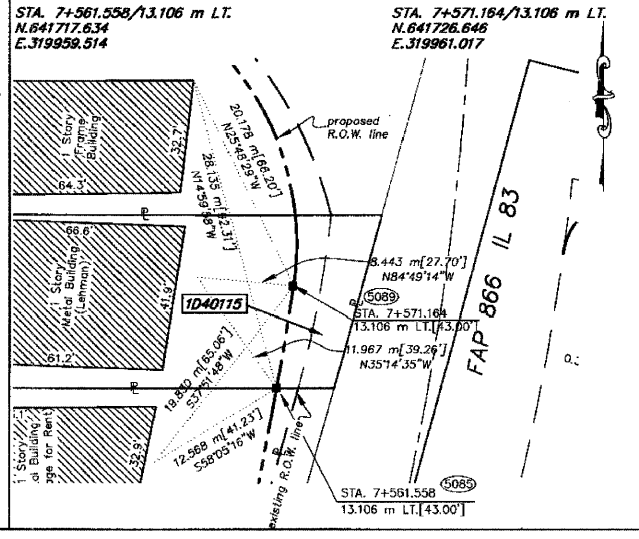 STA. 7+561.558/13.106 m LT.
N.641717.634
E.319959.514
STA. 7+571.164/13.106 m LT.
N.641726.646
E.319961.017
proposed
R.O.W. line
20.178 m[66.20']
N25°48'29"W
28.135 m[92.31']
N14°59'58"W
1 Story
Frame
Building
32.7'
64.3'
66.6'
1 Story
Metal Building
(Lehman)
41.9'
61.2'
8.443 m[27.70']
N84°49'14"W
1D40115
5089
STA. 7+571.164
13.106 m LT.[43.00']
11.967 m[39.26']
N35°14'35"W
FAP 866 IL 83
19.830 m[65.06']
S37°51'48"W
12.568 m[41.23']
S58°05'16"W
1 Story
Building
for Rent)
32.9'
existing R.O.W. line
5085
STA. 7+561.558
13.106 m LT.[43.00']